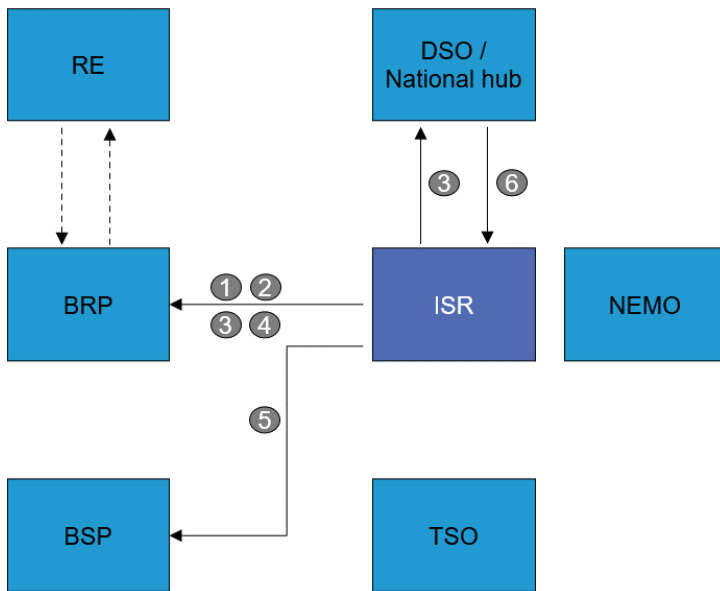 RE
DSO /
National hub
3
6
BRP
1 2
3 4
ISR
NEMO
5
BSP
TSO